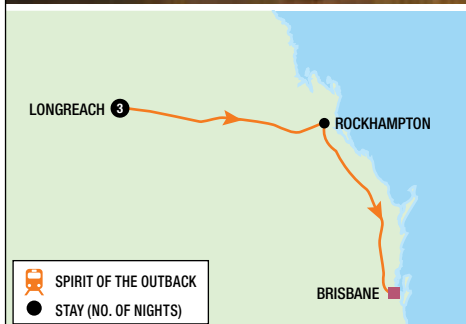 LONGREACH 3
ROCKHAMPTON
BRISBANE
SPIRIT OF THE OUTBACK
STAY (NO. OF NIGHTS)